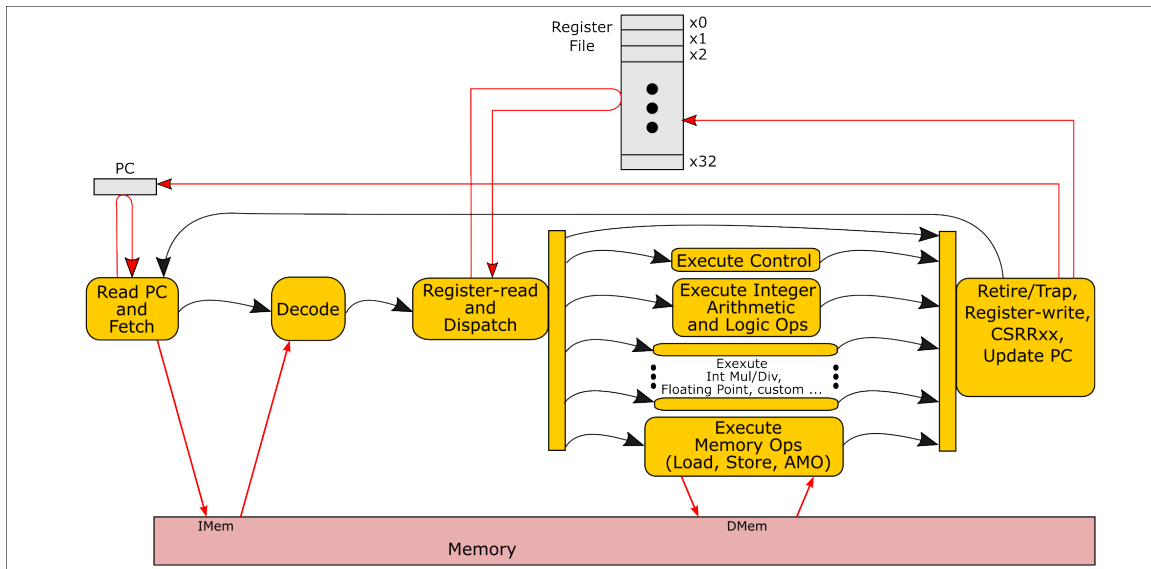 Register
File
x0
x1
x2
x32
PC
Read PC
and
Fetch
Decode
Register-read
and
Dispatch
Execute Control
Execute Integer
Arithmetic
and Logic Ops
Exexute
Int Mul/Div,
Floating Point, custom ...
Execute
Memory Ops
(Load, Store, AMO)
Retire/Trap,
Register-write,
CSRRxx,
Update PC
IMem
DMem
Memory